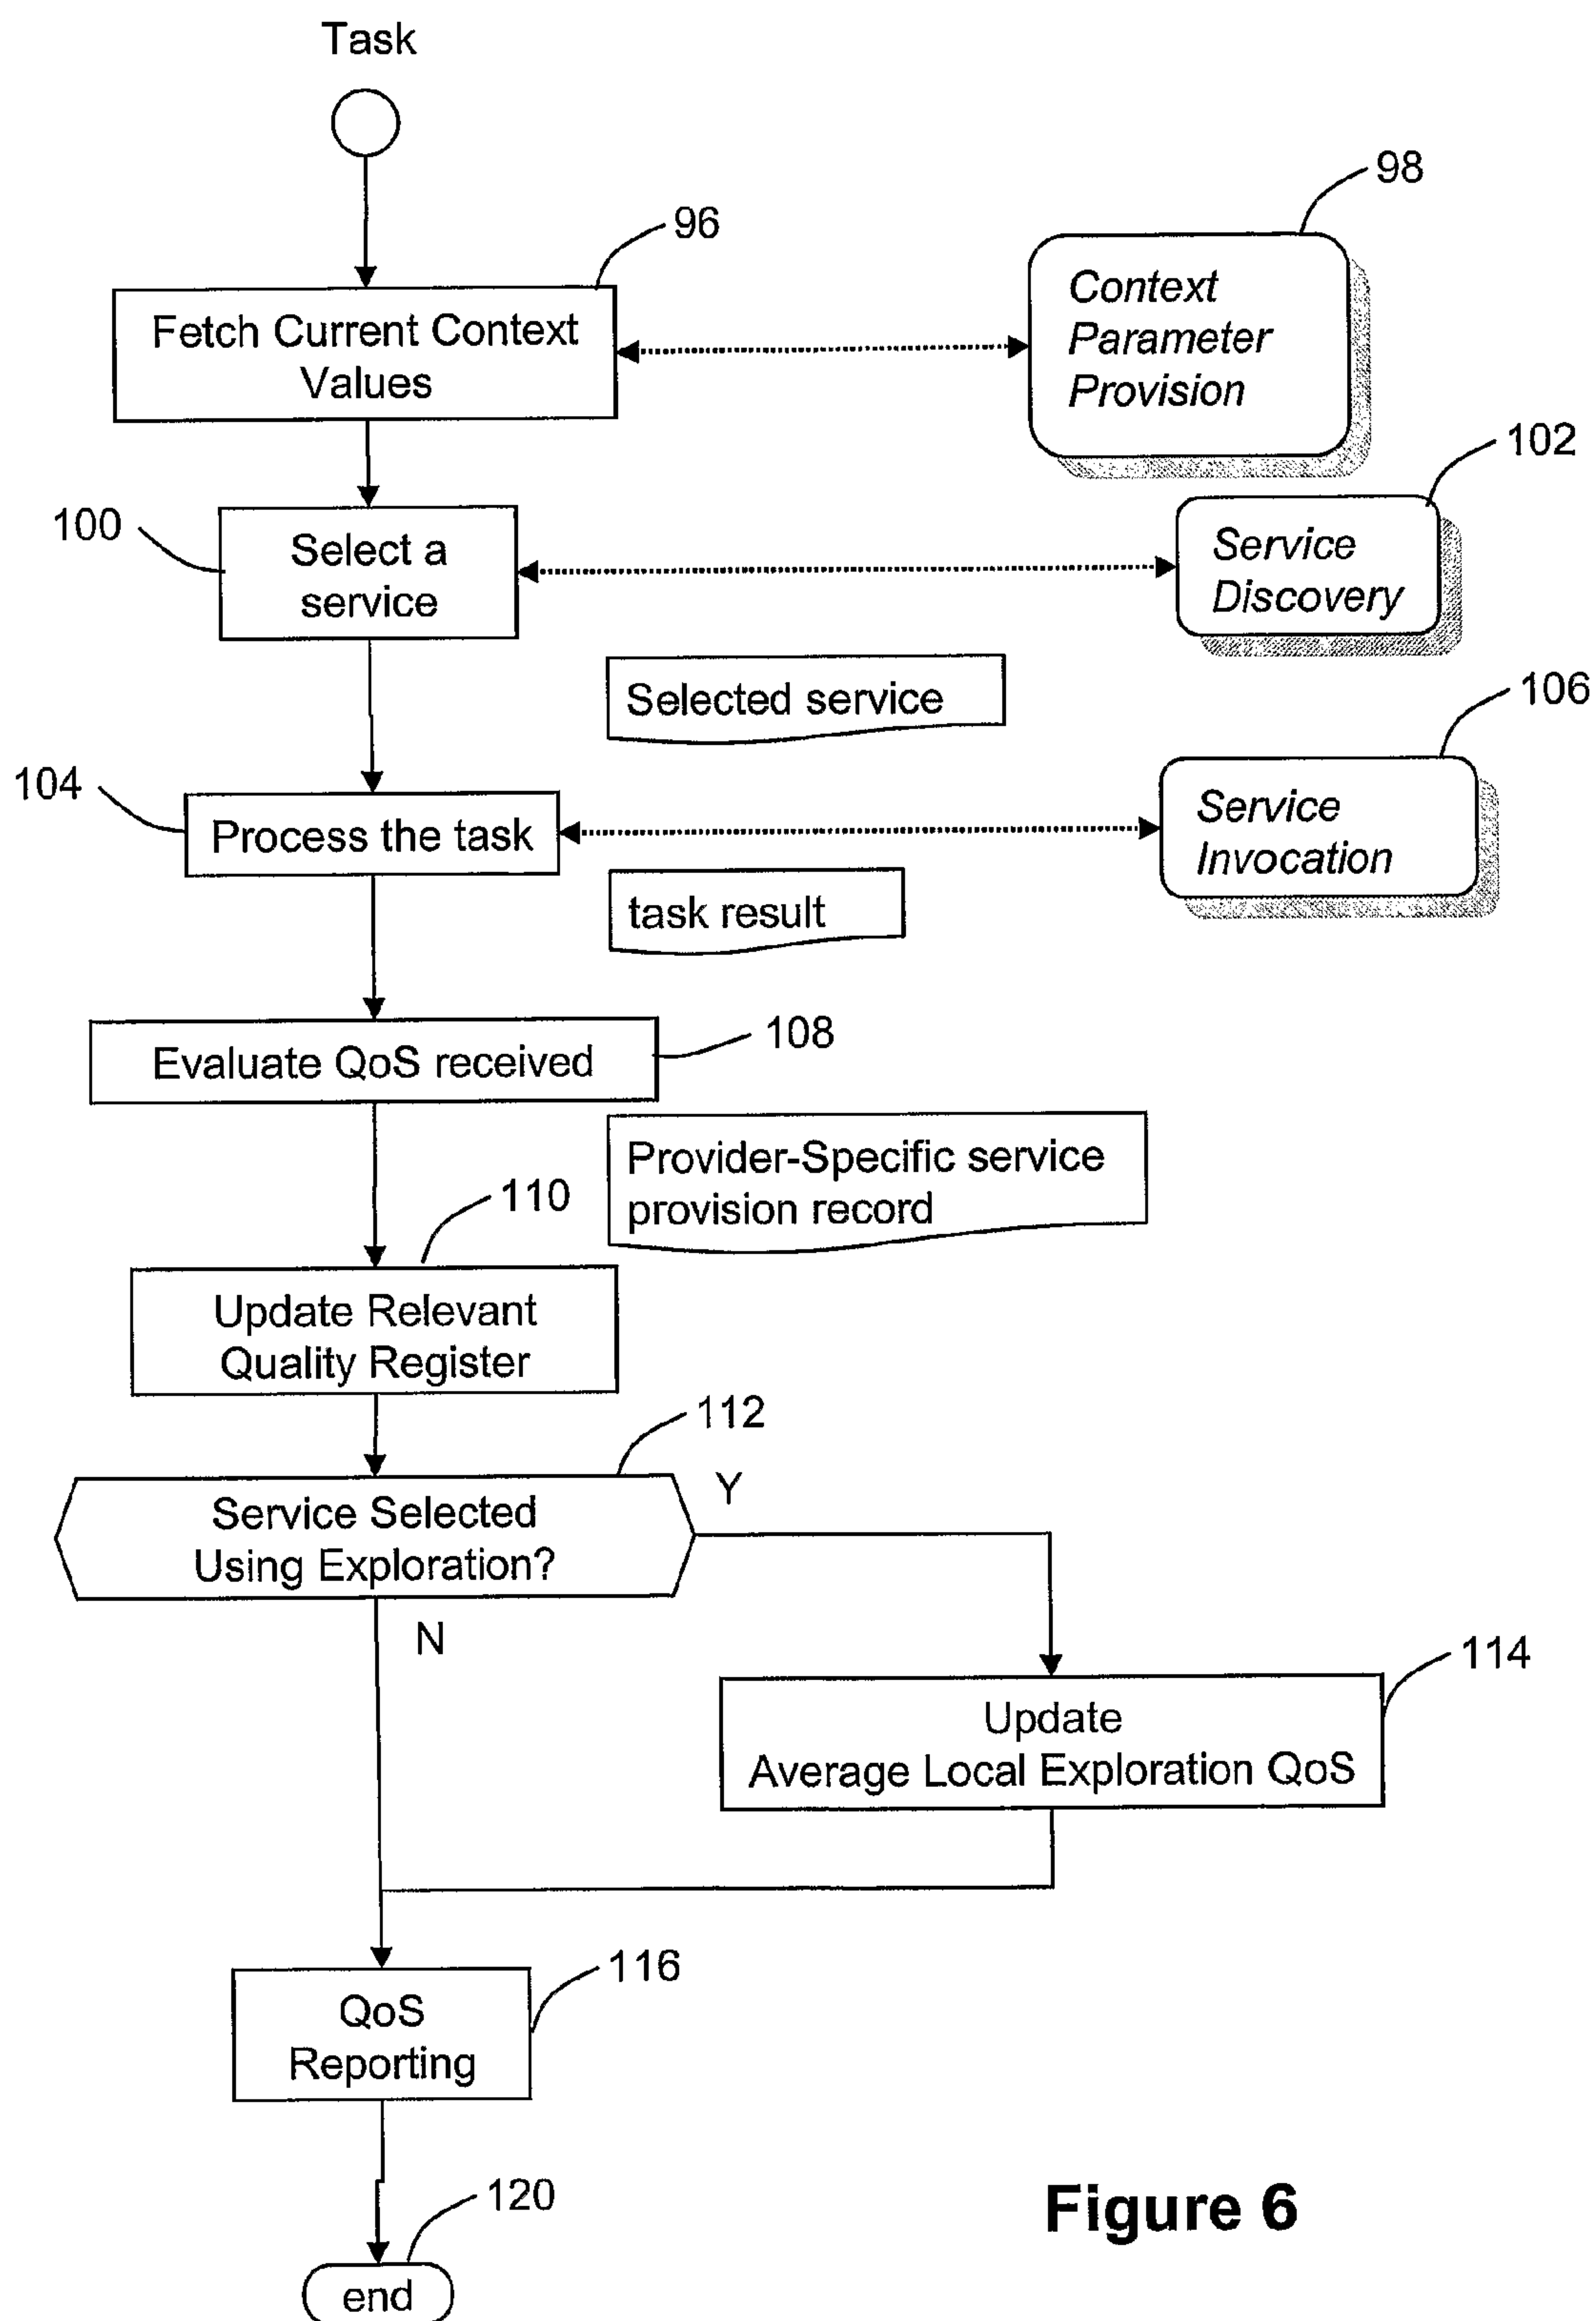 Task
98
96
Context
Parameter
Provision
Fetch Current Context
Values
102
100
Select a
service
Service
Discovery
Selected service
106
104
Process the task
Service
Invocation
task result
108
Evaluate QoS received
Provider-Specific service
provision record
110
Update Relevant
Quality Register
112
Y
Service Selected
Using Exploration?
N
114
Update
Average Local Exploration QoS
116
QoS
Reporting
120
Figure 6
end